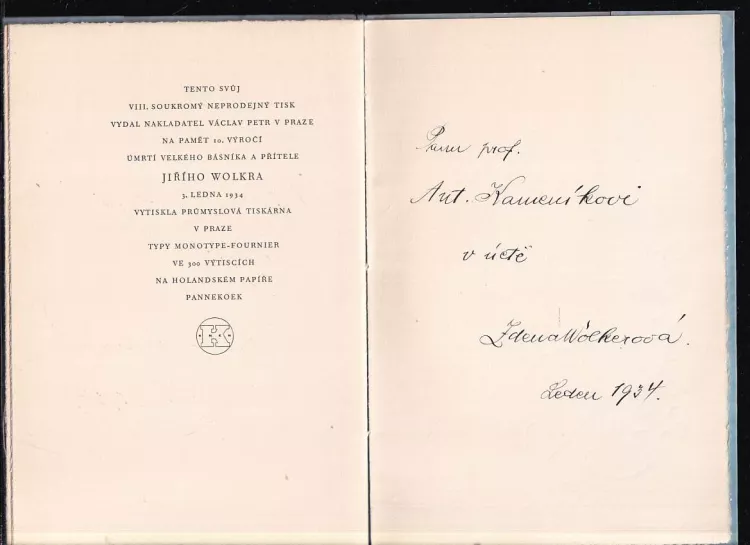 TENTO SVŮJ
VIII. SOUKROMÝ NEPRODEJNÝ TISK
VYDAL NAKLADATEL VÁCLAV PETR V PRAZE
NA PAMĚT 10. VÝROČÍ
ÚMRTÍ VELKÉHO BÁSNÍKA A PŘÍTELE
JIŘÍHO WOLKRA
3. LEDNA 1934
VYTISKLA PRŮMYSLOVÁ TISKÁRNA
V PRAZE
TYPY MONOTYPE-FOURNIER
VE 300 VÝTISCÍCH
NA HOLANDSKÉM PAPÍŘE
PANNEKOEK
Panu prof.
Ant. Kameníkovi
v úctě
Zdena Wolkerová.
Leden 1934.